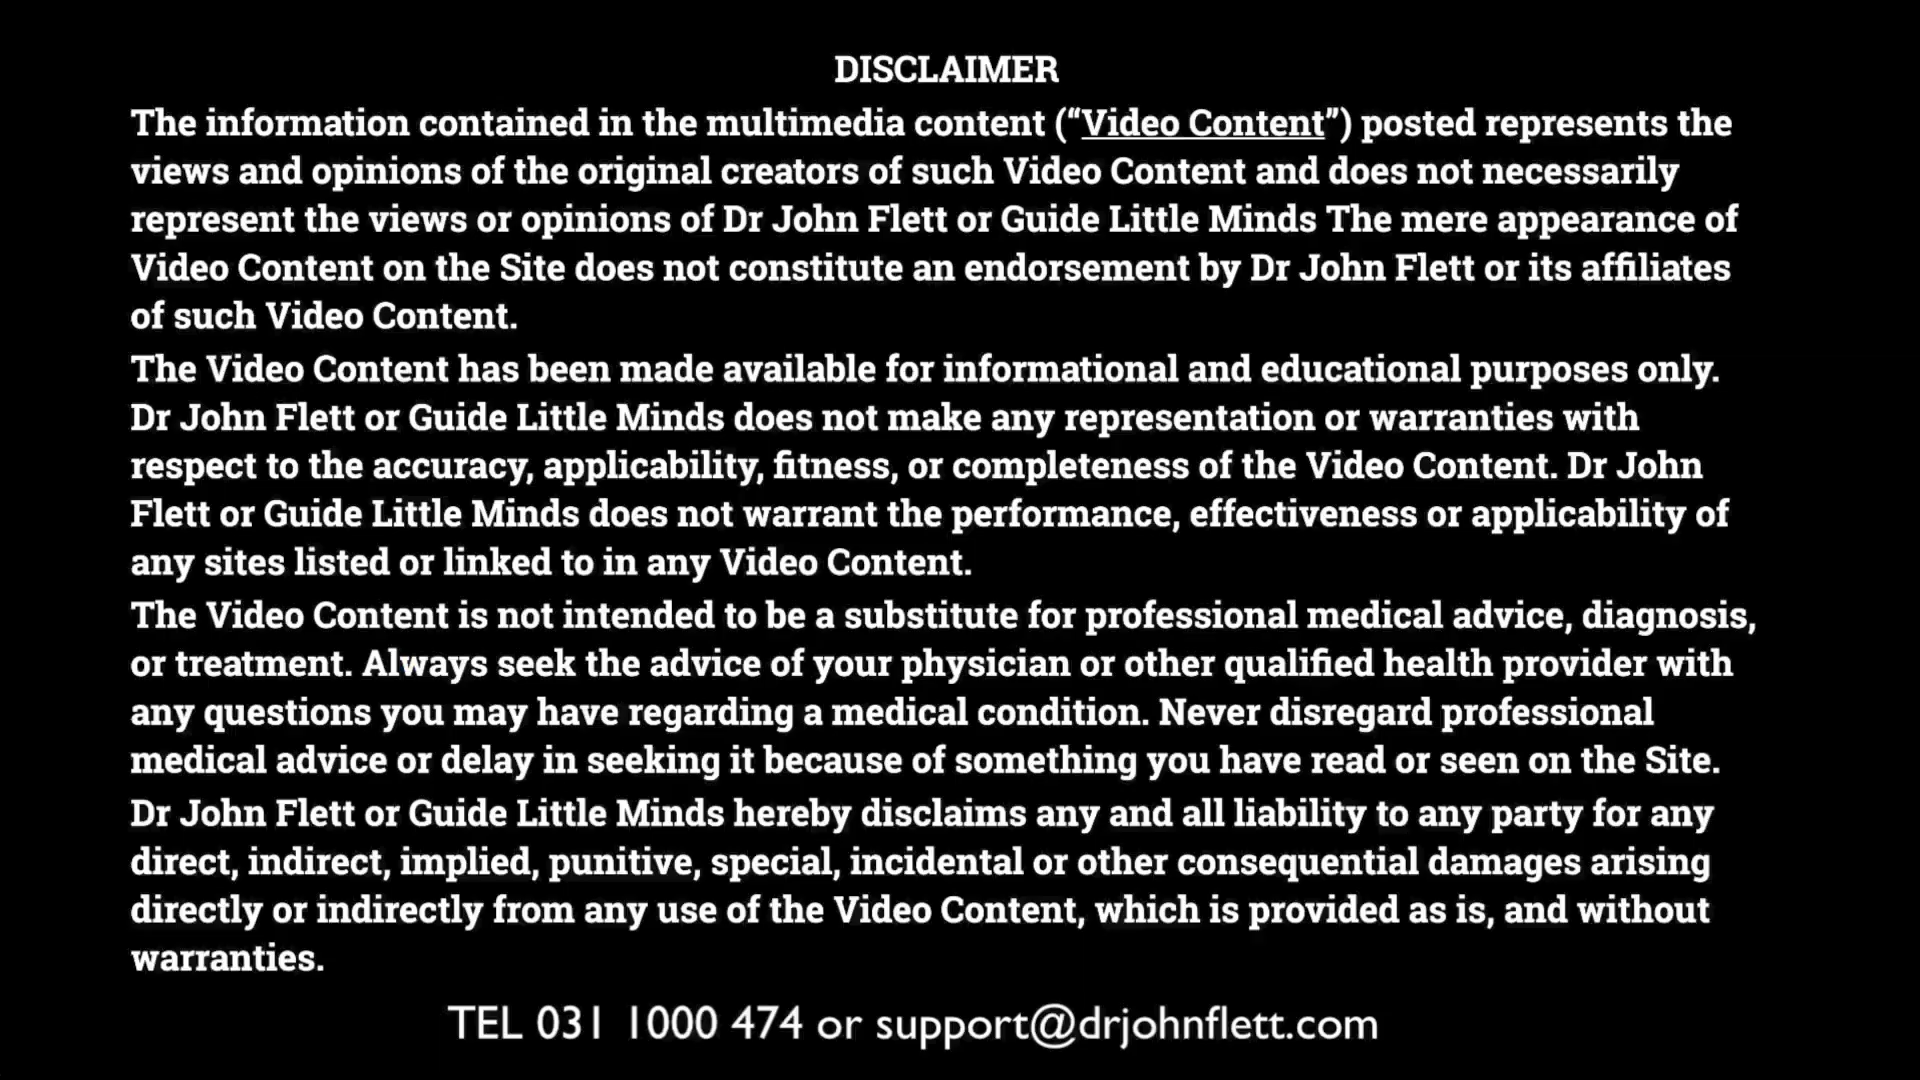 DISCLAIMER
The information contained in the multimedia content (“Video Content”) posted represents the
views and opinions of the original creators of such Video Content and does not necessarily
represent the views or opinions of Dr John Flett or Guide Little Minds The mere appearance of
Video Content on the Site does not constitute an endorsement by Dr John Flett or its affiliates
of such Video Content.
The Video Content has been made available for informational and educational purposes only.
Dr John Flett or Guide Little Minds does not make any representation or warranties with
respect to the accuracy, applicability, fitness, or completeness of the Video Content. Dr John
Flett or Guide Little Minds does not warrant the performance, effectiveness or applicability of
any sites listed or linked to in any Video Content.
The Video Content is not intended to be a substitute for professional medical advice, diagnosis,
or treatment. Always seek the advice of your physician or other qualified health provider with
any questions you may have regarding a medical condition. Never disregard professional
medical advice or delay in seeking it because of something you have read or seen on the Site.
Dr John Flett or Guide Little Minds hereby disclaims any and all liability to any party for any
direct, indirect, implied, punitive, special, incidental or other consequential damages arising
directly or indirectly from any use of the Video Content, which is provided as is, and without
warranties.
TEL 031 1000 474 or support@drjohnflett.com